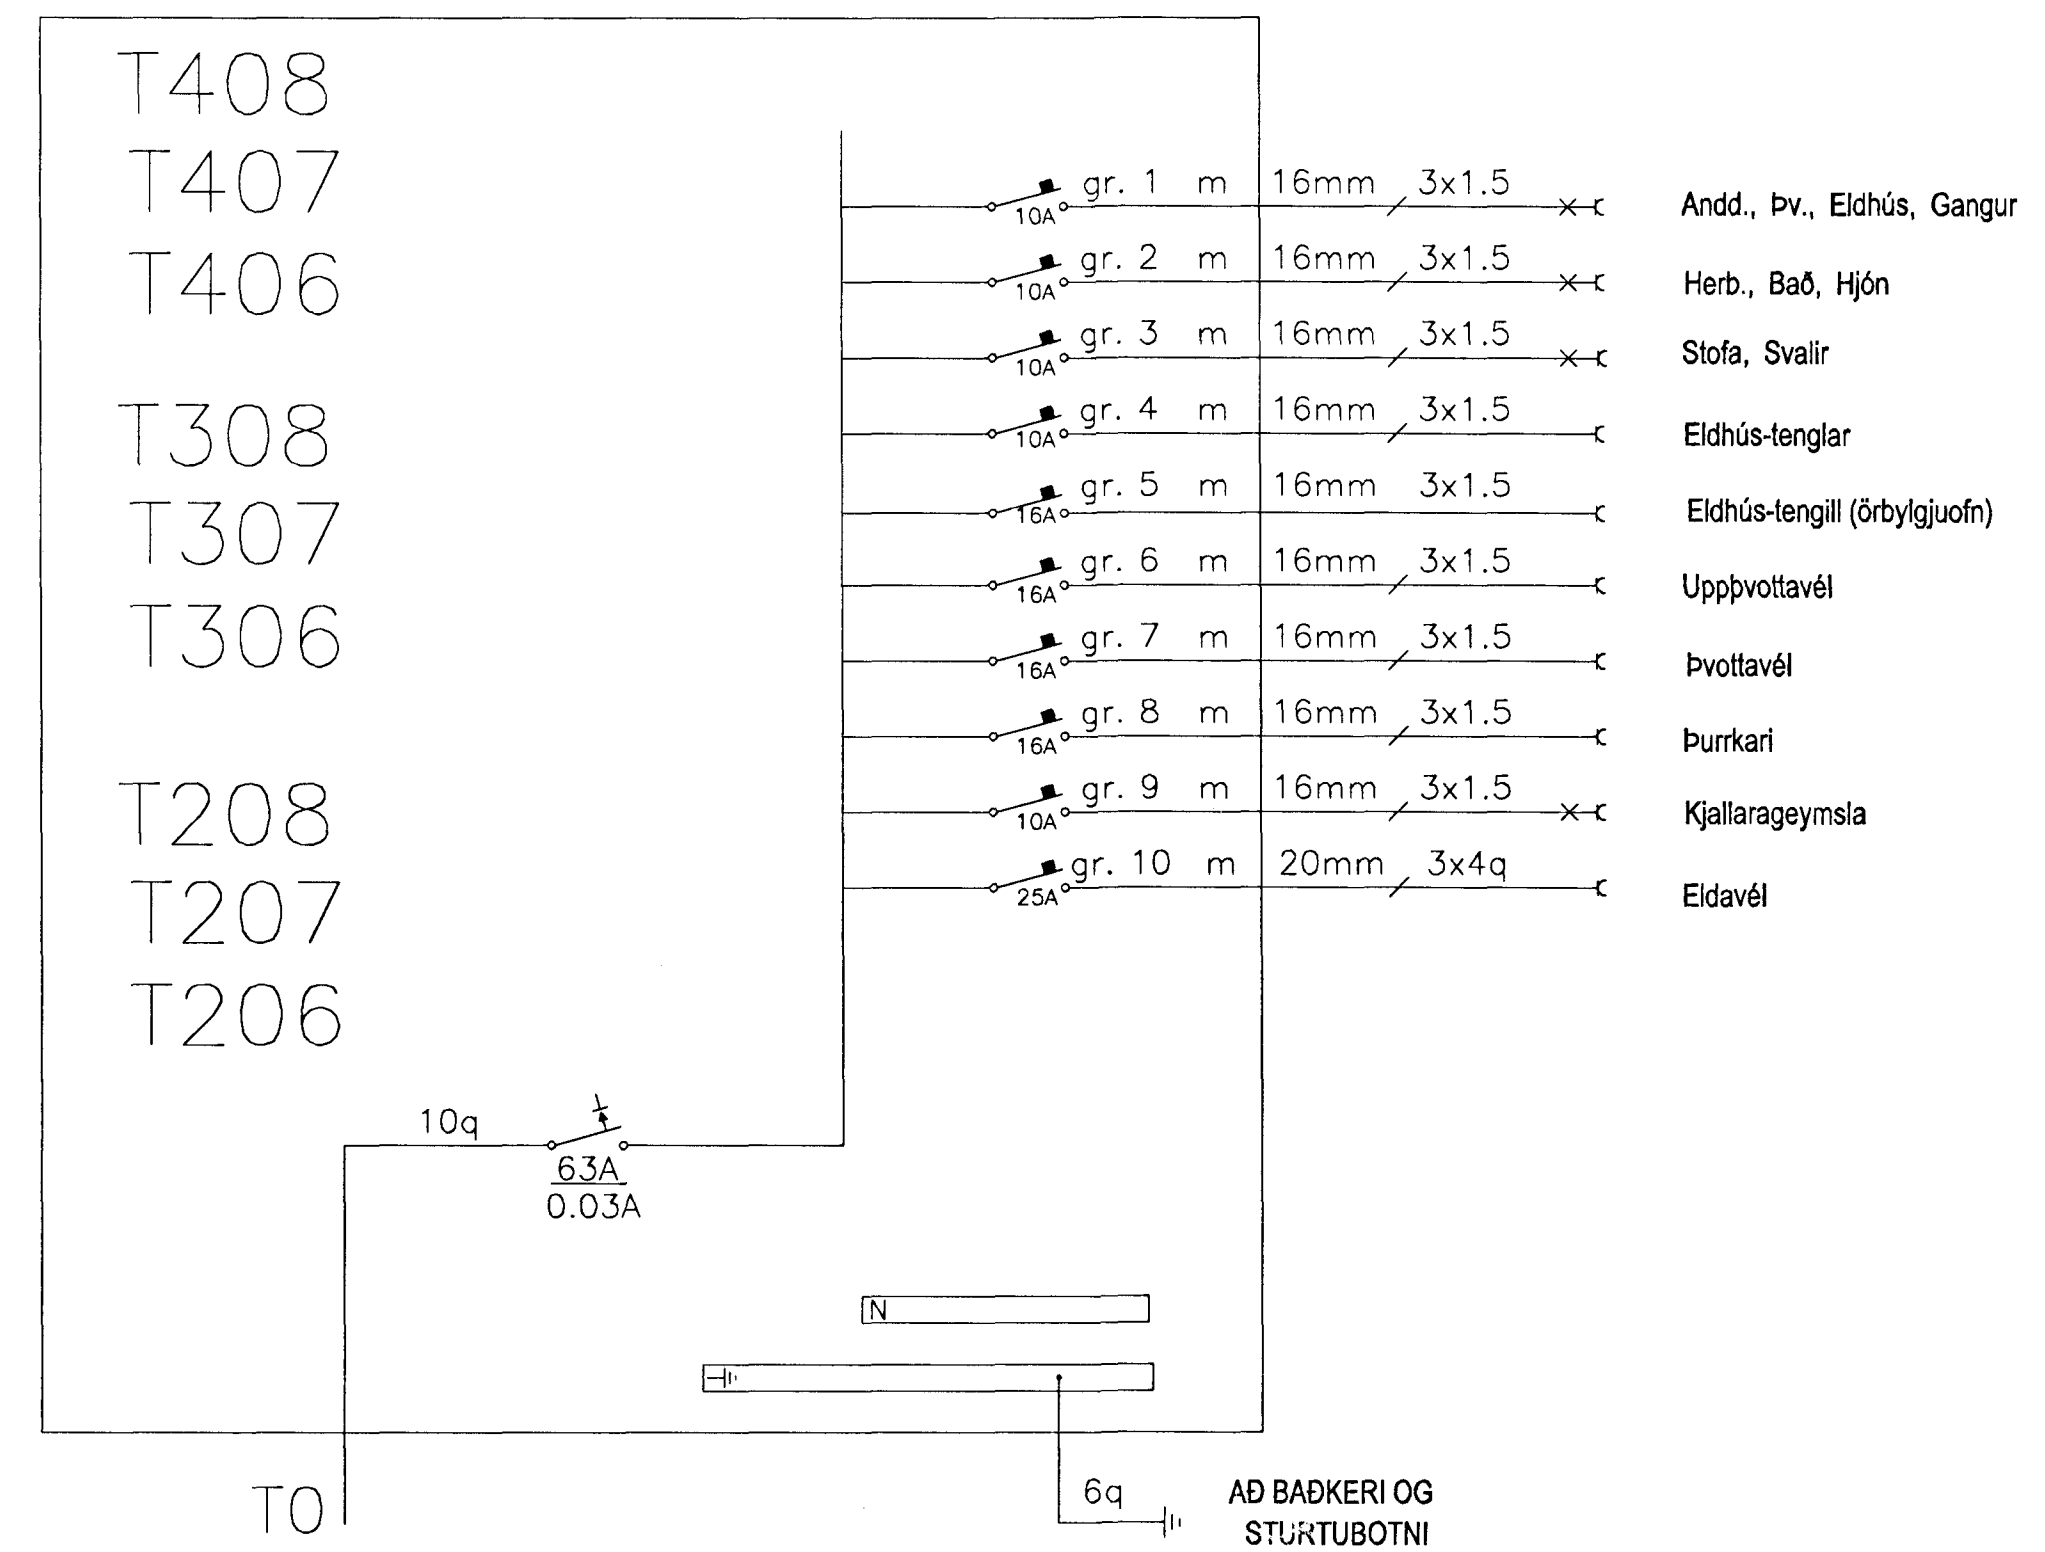 T408
T407
T406
T308
T307
T306
T208
T207
T206
gr. 1 m 16mm 3x1.5 Andd., Þv., Eldhús, Gangur
10A
gr. 2 m 16mm 3x1.5 Herb., Bað, Hjón
10A
gr. 3 m 16mm 3x1.5 Stofa, Svalir
10A
gr. 4 m 16mm 3x1.5 Eldhús-tenglar
10A
gr. 5 m 16mm 3x1.5 Eldhús-tengill (örbylgjuofn)
16A
gr. 6 m 16mm 3x1.5 Uppþvottavél
16A
gr. 7 m 16mm 3x1.5 Þvottavél
16A
gr. 8 m 16mm 3x1.5 Þurrkari
16A
gr. 9 m 16mm 3x1.5 Kjallarageymsla
10A
gr. 10 m 20mm 3x4q Eldavél
25A
10q
63A
0.03A
N
T0
6q
AÐ BAÐKERI OG
STURTUBOTNI